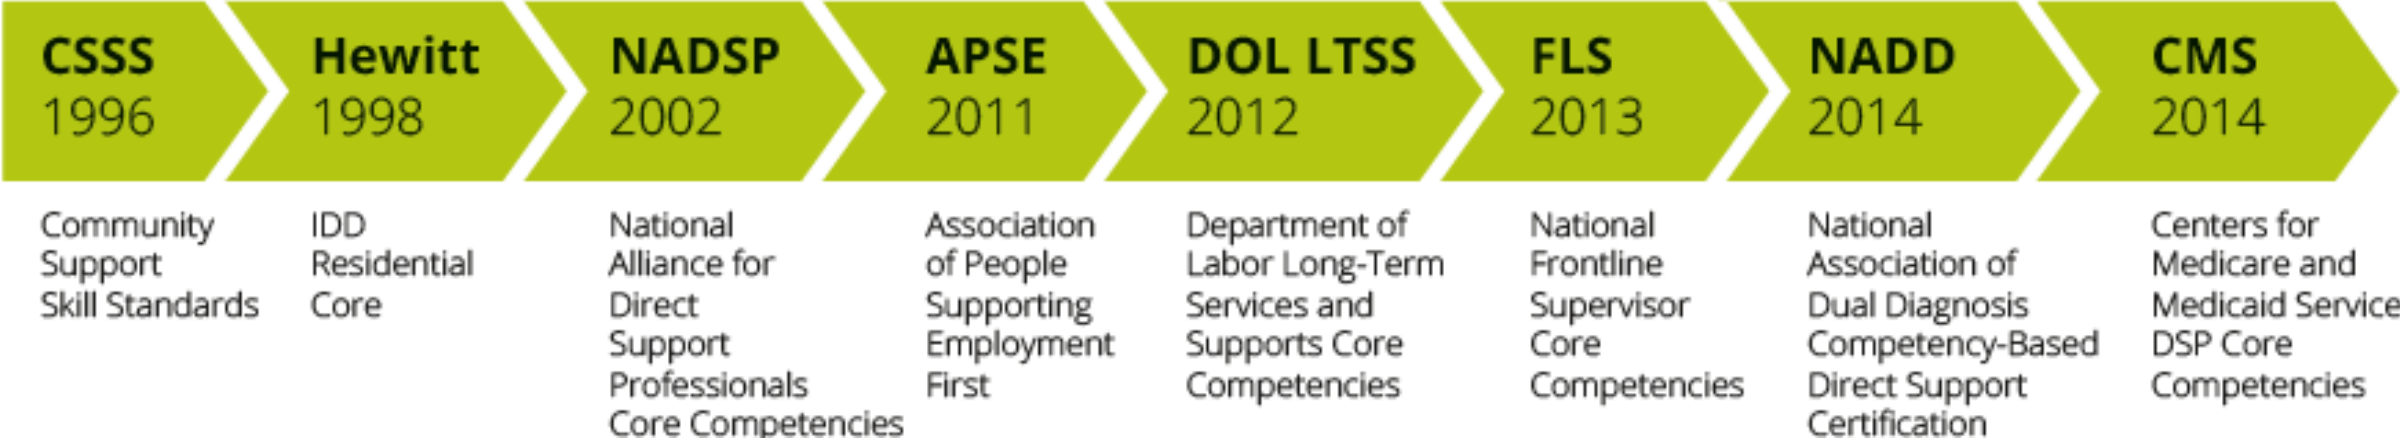 CSSS
1996
Community
Support
Skill Standards
Hewitt
1998
IDD
Residential
Core
NADSP
2002
National
Alliance for
Direct
Support
Professionals
Core Competencies
APSE
2011
Association
of People
Supporting
Employment
First
DOL LTSS
2012
Department of
Labor Long-Term
Services and
Supports Core
Competencies
FLS
2013
National
Frontline
Supervisor
Core
Competencies
NADD
2014
National
Association of
Dual Diagnosis
Competency-Based
Direct Support
Certification
CMS
2014
Centers for
Medicare and
Medicaid Service
DSP Core
Competencies